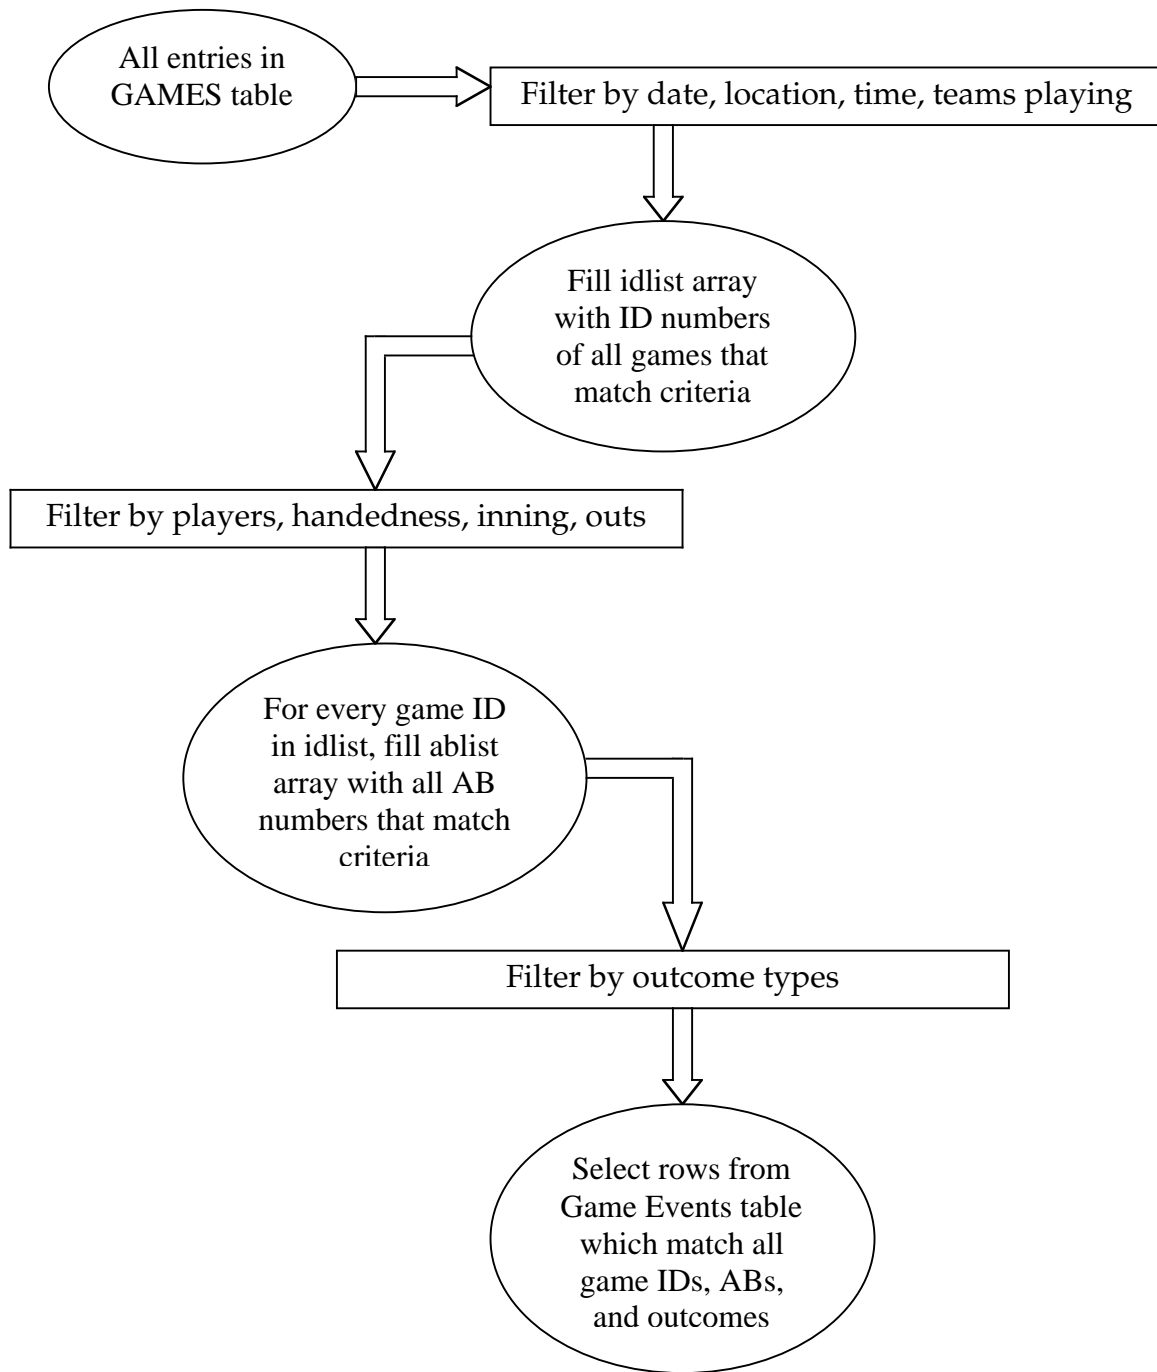 All entries in
GAMES table
Filter by date, location, time, teams playing
Fill idlist array
with ID numbers
of all games that
match criteria
Filter by players, handedness, inning, outs
For every game ID
in idlist, fill ablist
array with all AB
numbers that match
criteria
Filter by outcome types
Select rows from
Game Events table
which match all
game IDs, ABs,
and outcomes